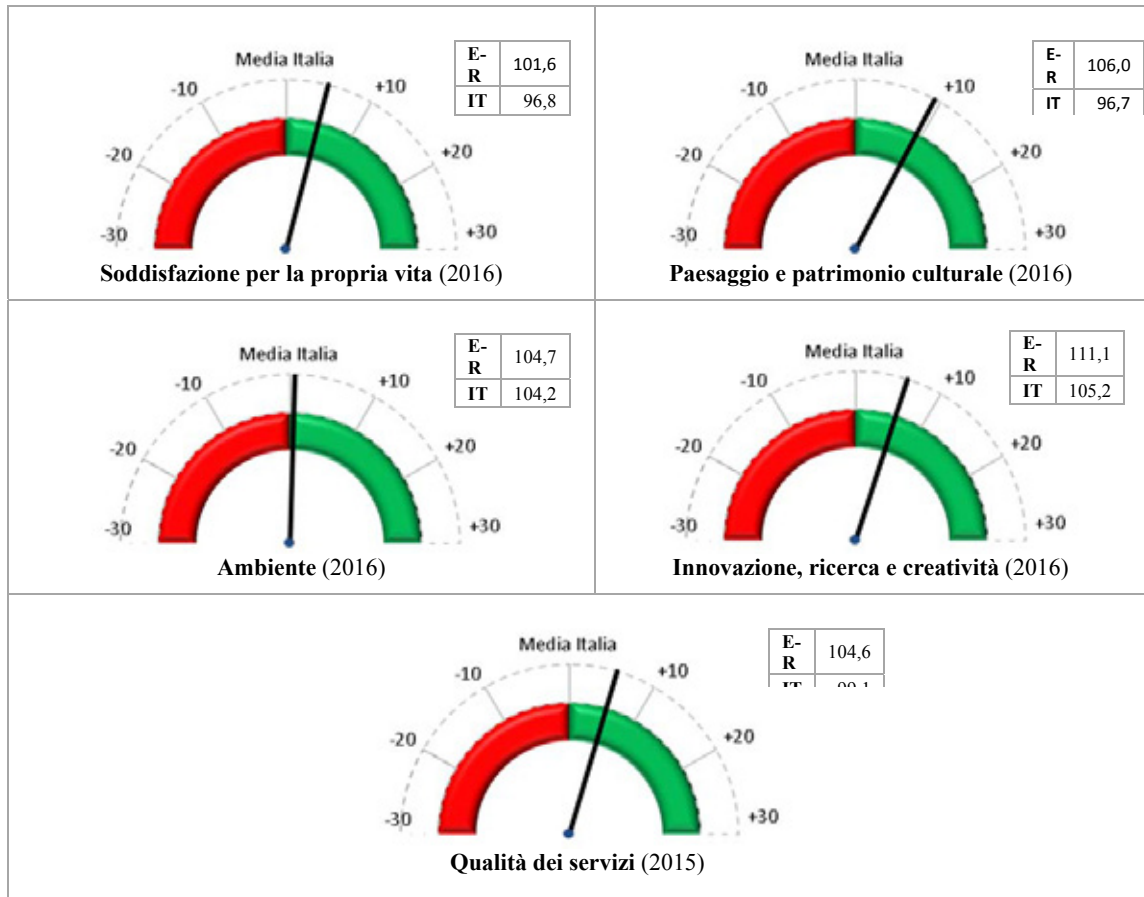 Media Italia
-10
+10
-20
+20
-30
+30
E-R 101,6
IT 96,8
Soddisfazione per la propria vita (2016)
Media Italia
-10
+10
-20
+20
-30
+30
E-R 106,0
IT 96,7
Paesaggio e patrimonio culturale (2016)
Media Italia
-10
+10
-20
+20
-30
+30
E-R 104,7
IT 104,2
Ambiente (2016)
Media Italia
-10
+10
-20
+20
-30
+30
E-R 111,1
IT 105,2
Innovazione, ricerca e creatività (2016)
Media Italia
-10
+10
-20
+20
-30
+30
E-R 104,6
Qualità dei servizi (2015)